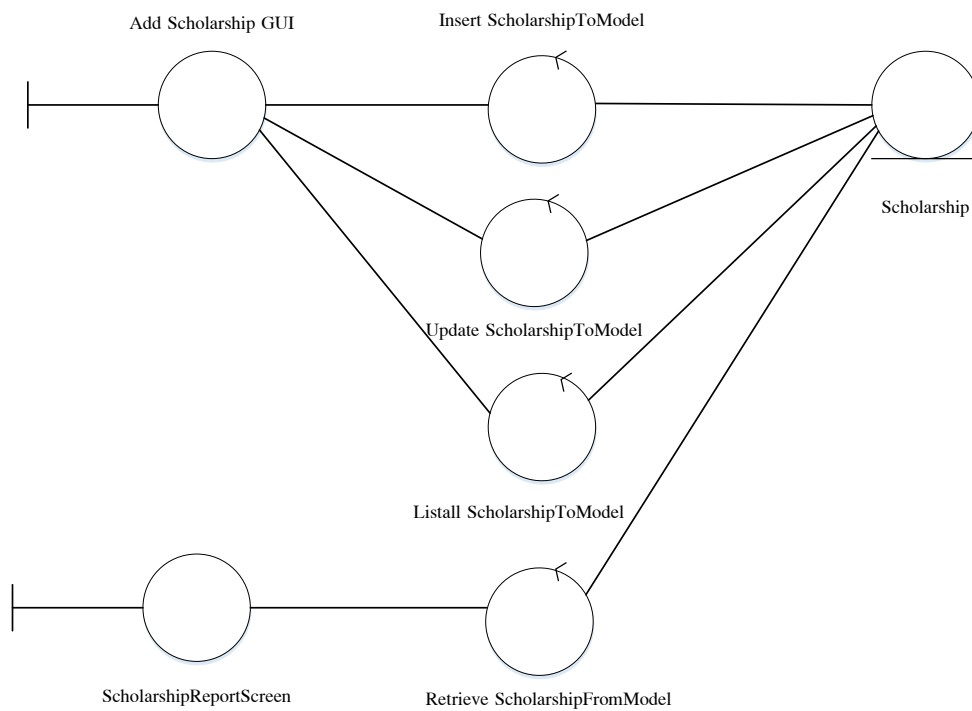 Add Scholarship GUI
Insert ScholarshipToModel
Scholarship
Update ScholarshipToModel
Listall ScholarshipToModel
ScholarshipReportScreen
Retrieve ScholarshipFromModel